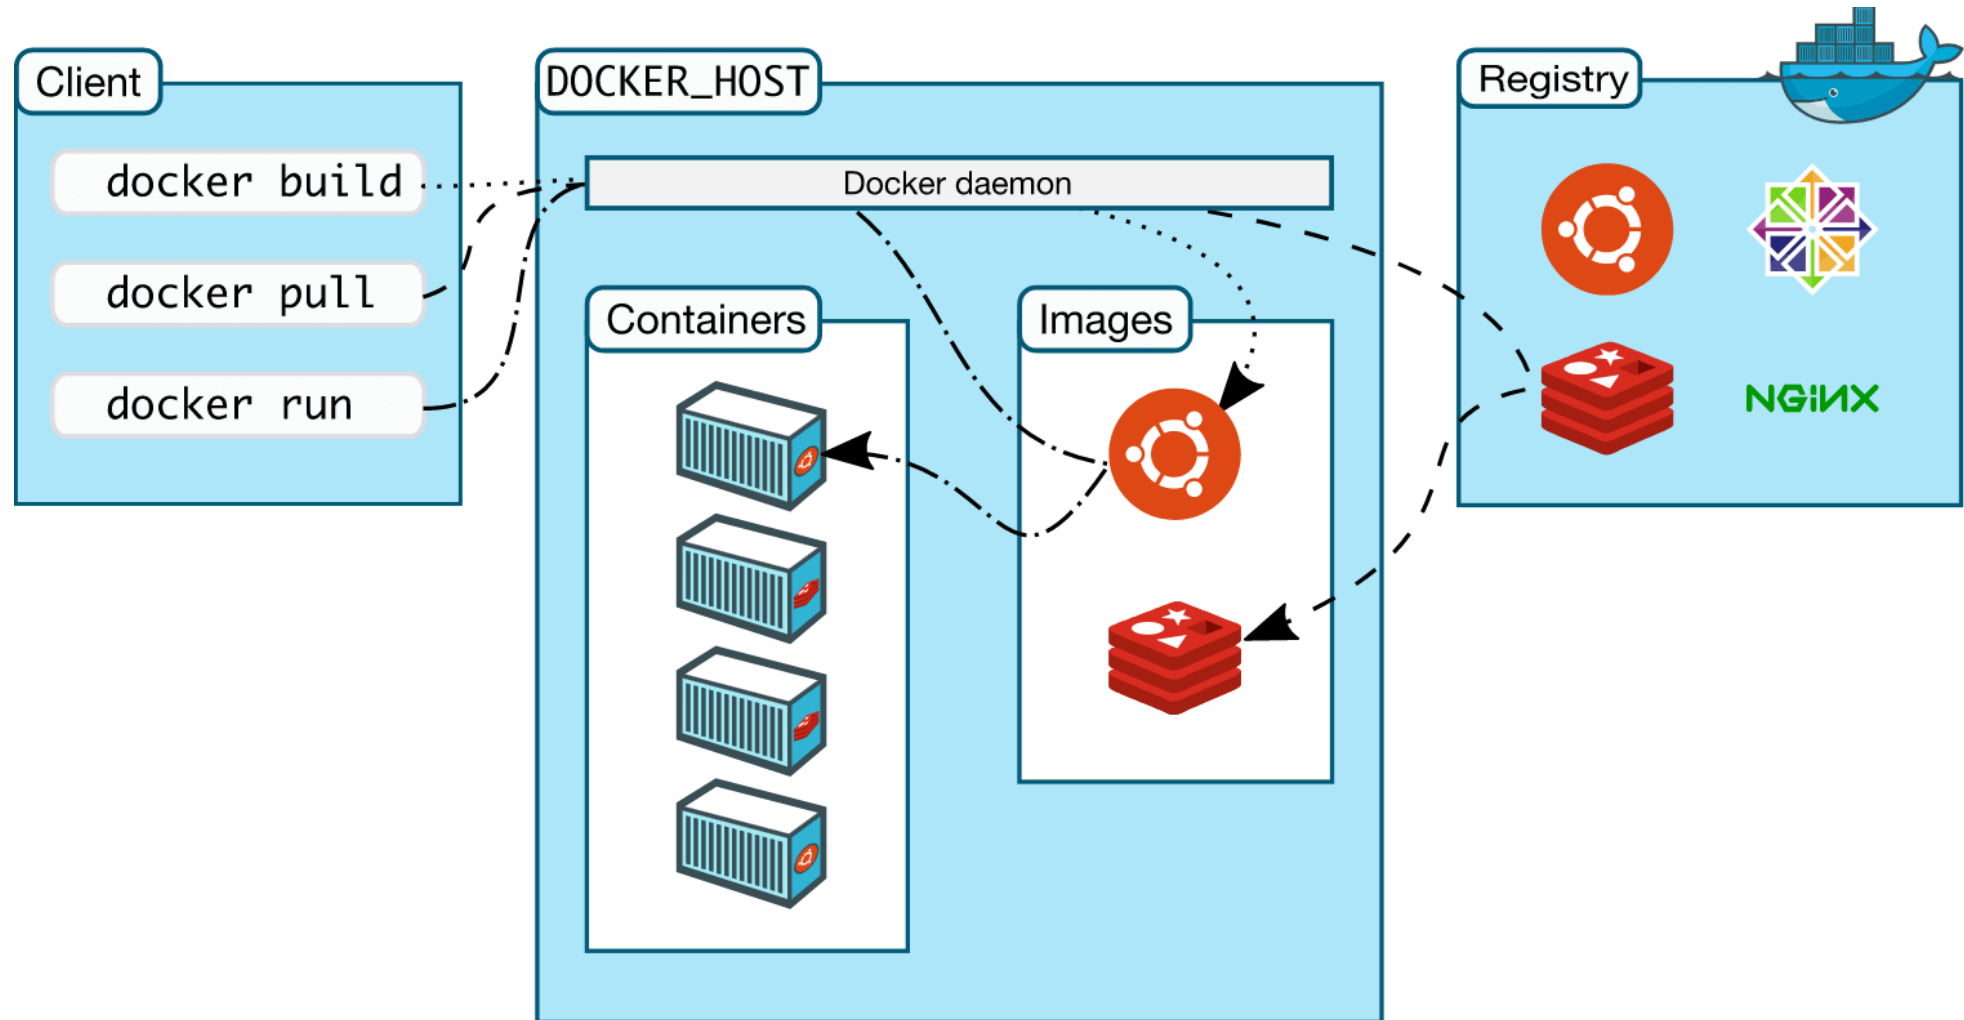 Client
docker build
docker pull
docker run
DOCKER_HOST
Docker daemon
Containers
Images
Registry
NGiNX